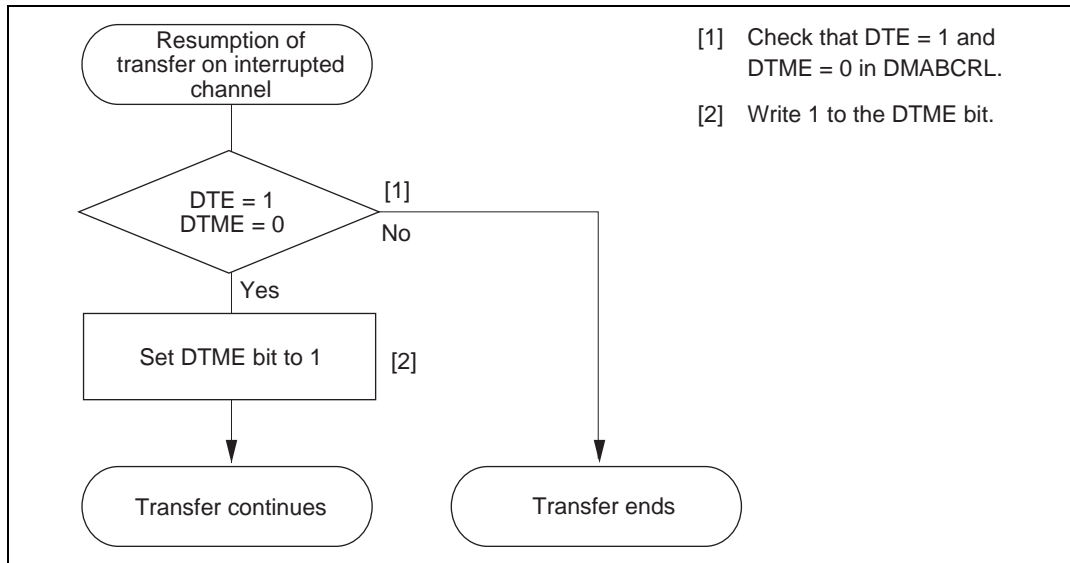 Resumption of
transfer on interrupted
channel
[1] Check that DTE = 1 and
DTME = 0 in DMABCRL.
[2] Write 1 to the DTME bit.
DTE = 1
DTME = 0
[1]
No
Yes
Set DTME bit to 1
[2]
Transfer continues
Transfer ends